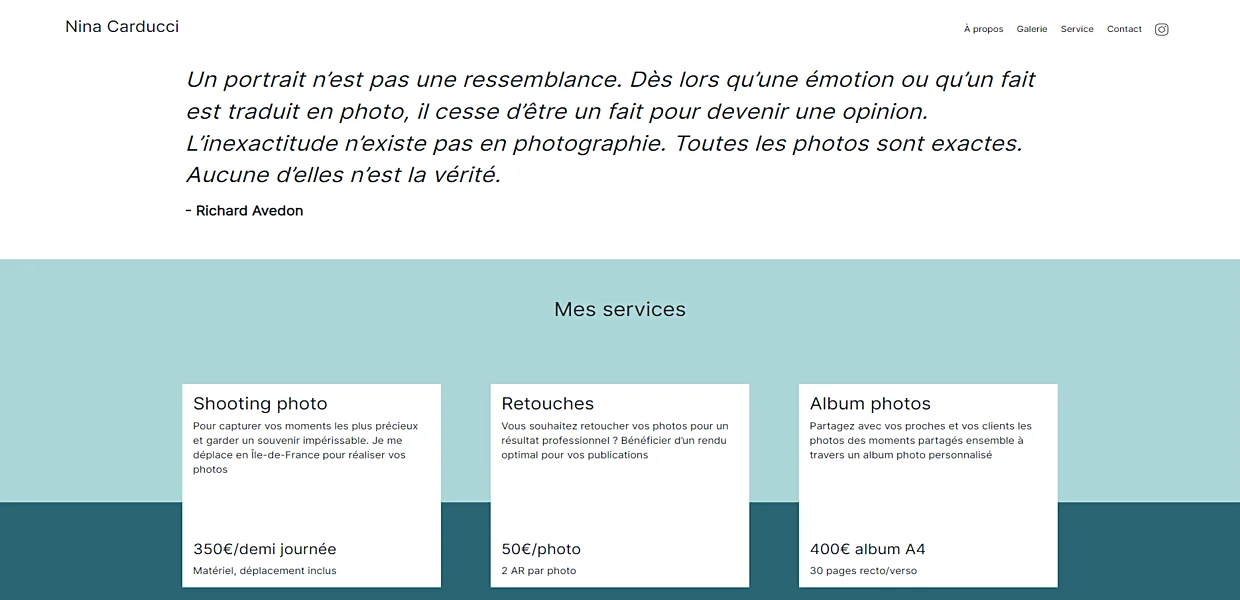 Nina Carducci
À propos Galerie Service Contact
Un portrait n’est pas une ressemblance. Dès lors qu’une émotion ou qu’un fait
est traduit en photo, il cesse d’être un fait pour devenir une opinion.
L’inexactitude n’existe pas en photographie. Toutes les photos sont exactes.
Aucune d’elles n’est la vérité.
- Richard Avedon
Mes services
Shooting photo
Pour capturer vos moments les plus précieux
et garder un souvenir impérissable. Je me
déplace en Île-de-France pour réaliser vos
photos
350€/demi journée
Matériel, déplacement inclus
Retouches
Vous souhaitez retoucher vos photos pour un
résultat professionnel ? Bénéficier d’un rendu
optimal pour vos publications
50€/photo
2 AR par photo
Album photos
Partagez avec vos proches et vos clients les
photos des moments partagés ensemble à
travers un album photo personnalisé
400€ album A4
30 pages recto/verso